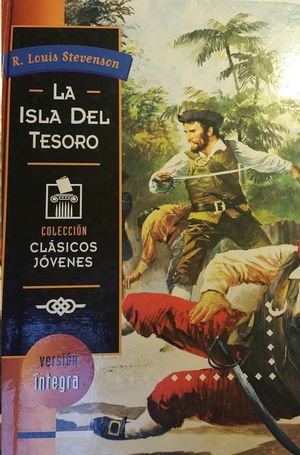 R. Louis Stevenson
LA
ISLA DEL
TESORO
COLECCIÓN
CLÁSICOS
JÓVENES
versión
íntegra